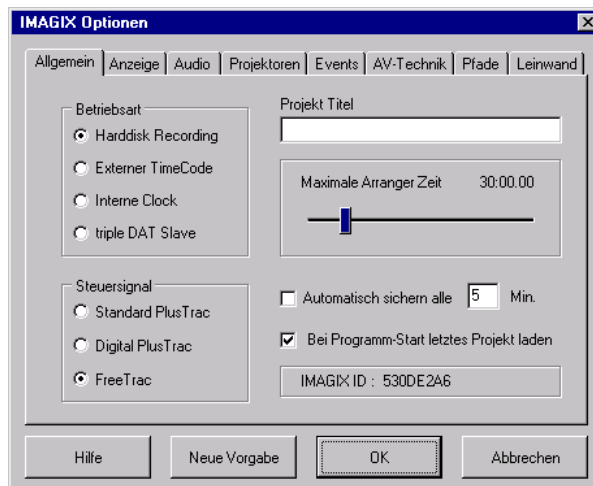 IMAGIX Optionen
Allgemein Anzeige Audio Projektoren Events AV-Technik Pfade Leinwand
Betriebsart
Harddisk Recording
Externer TimeCode
Interne Clock
triple DAT Slave
Projekt Titel
Maximale Arranger Zeit 30:00.00
Steuersignal
Standard PlusTrac
Digital PlusTrac
FreeTrac
Automatisch sichern alle 5 Min.
Bei Programm-Start letztes Projekt laden
IMAGIX ID : 530DE2A6
Hilfe Neue Vorgabe OK Abbrechen